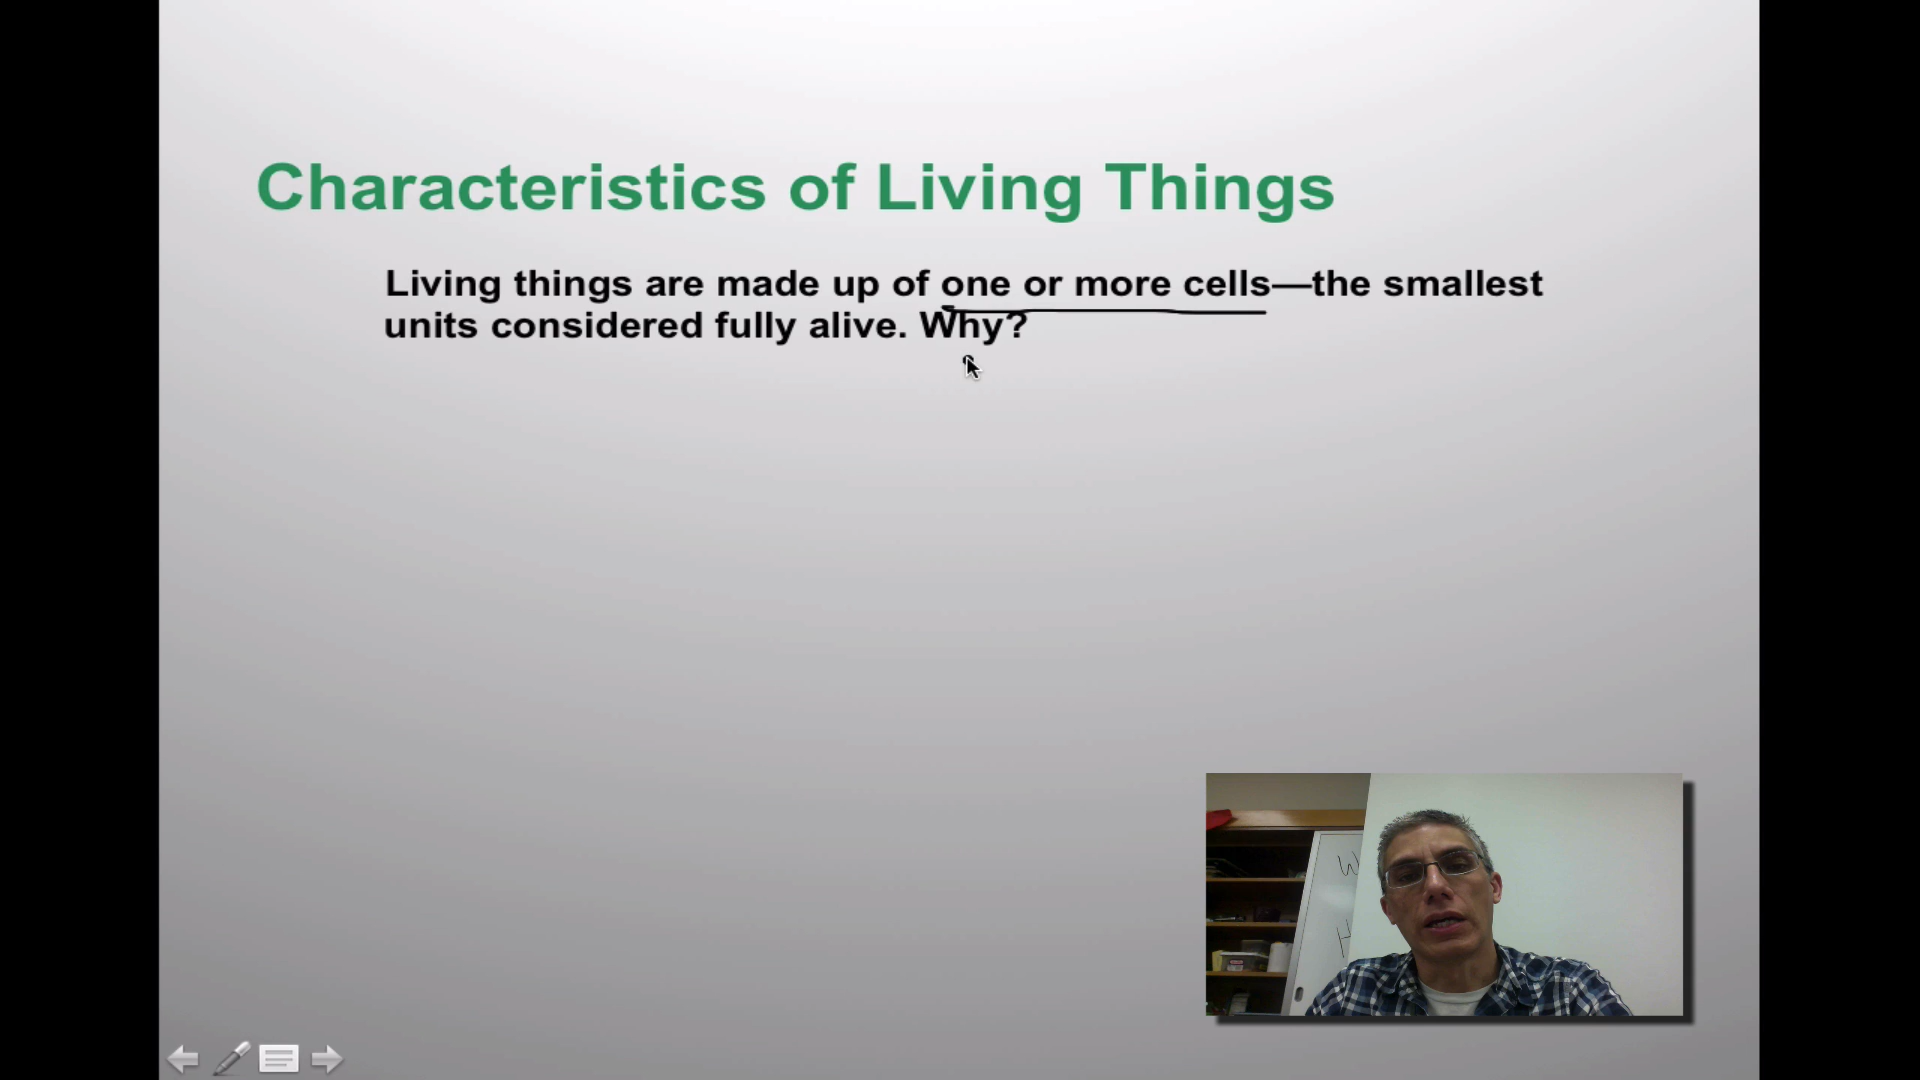 Characteristics of Living Things
Living things are made up of one or more cells—the smallest
units considered fully alive. Why?
W
H